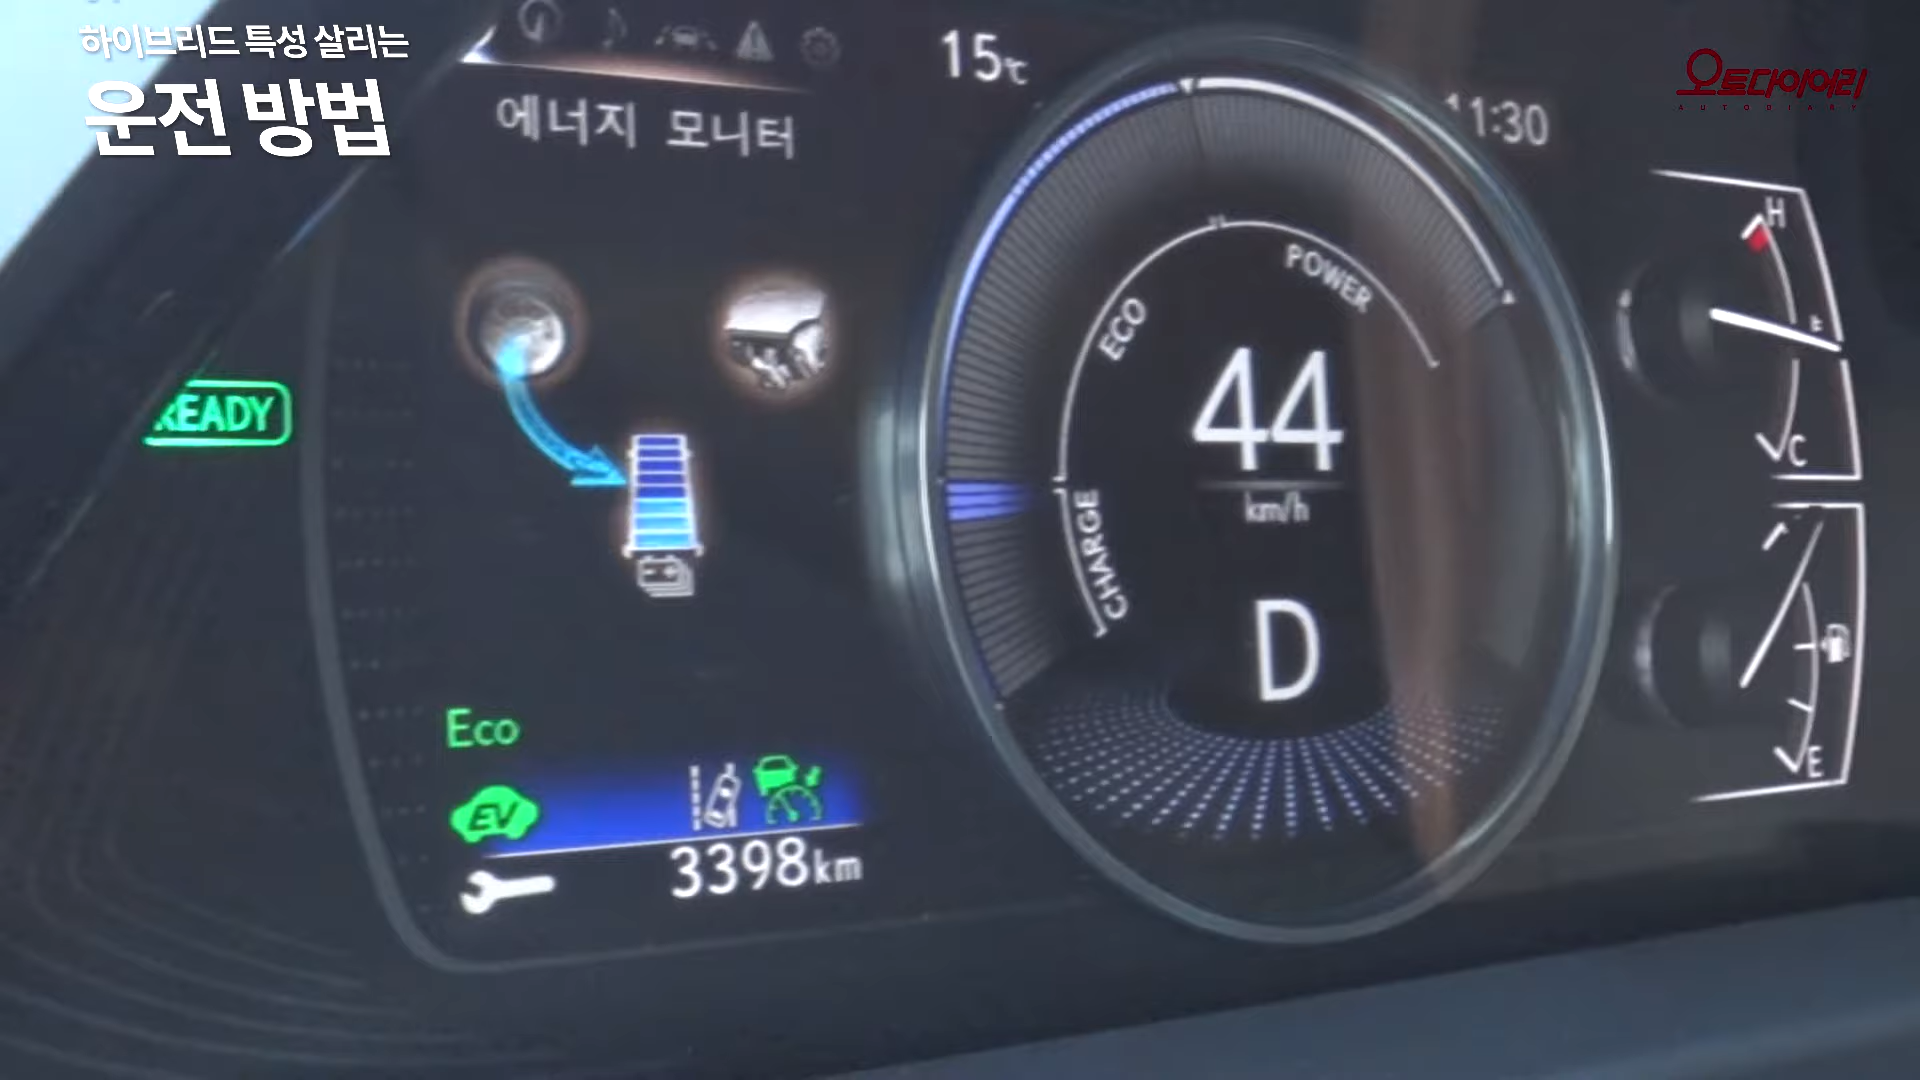 하이브리드 특성 살리는
운전 방법
오토다이어리
AUTODIARY
에너지 모니터
15℃
11:30
READY
ECO
POWER
CHARGE
44
km/h
D
H
C
E
Eco
EV
3398km